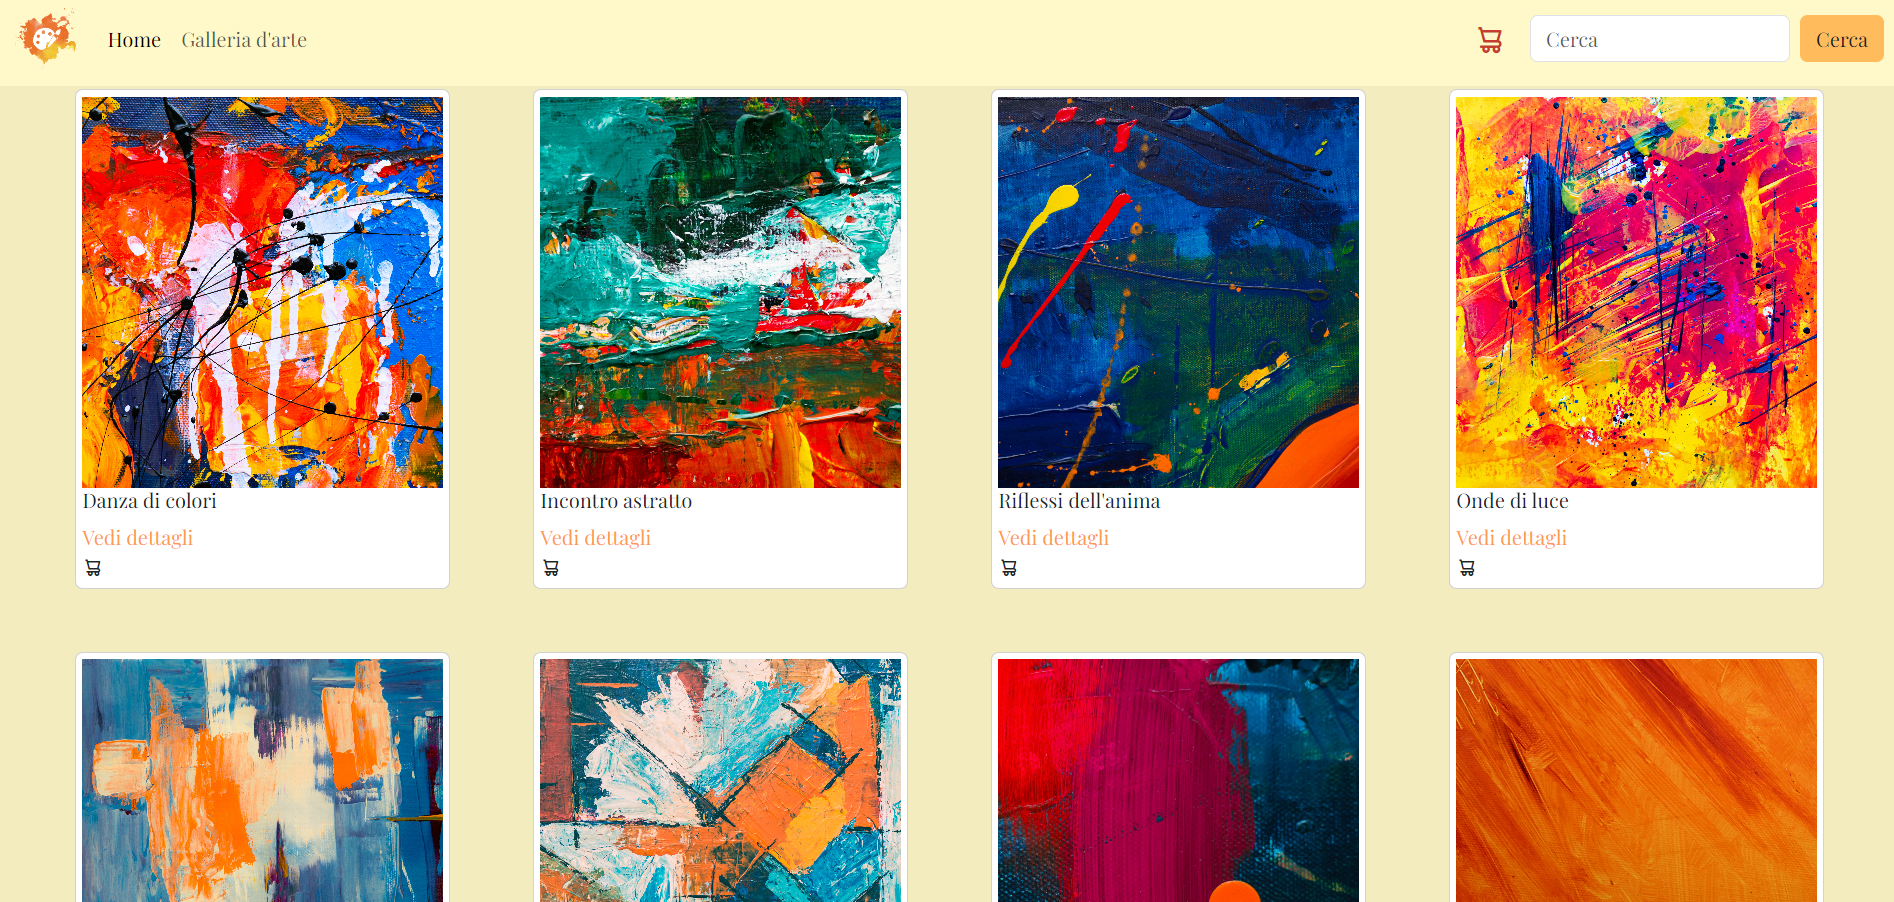 Home Galleria d'arte Cerca Cerca
Danza di colori
Vedi dettagli
Incontro astratto
Vedi dettagli
Riflessi dell'anima
Vedi dettagli
Onde di luce
Vedi dettagli